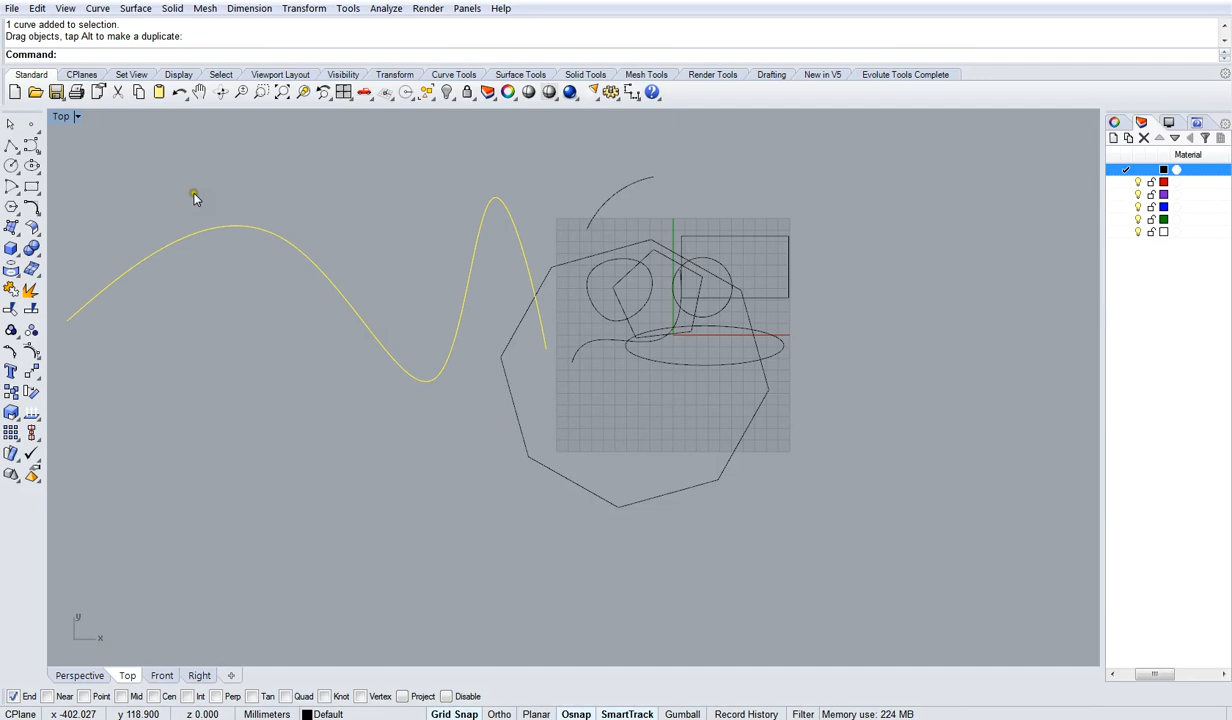 File Edit View Curve Surface Solid Mesh Dimension Transform Tools Analyze Render Panels Help
1 curve added to selection.
Drag objects, tap Alt to make a duplicate:
Command:
Standard CPlanes Set View Display Select Viewport Layout Visibility Transform Curve Tools Surface Tools Solid Tools Mesh Tools Render Tools Drafting New in V5 Evolute Tools Complete
Top
Material
y
x
Perspective Top Front Right
End Near Point Mid Cen Int Perp Tan Quad Knot Vertex Project Disable
CPlane x -402.027 y 118.900 z 0.000 Millimeters Default Grid Snap Ortho Planar Osnap SmartTrack Gumball Record History Filter Memory use: 224 MB